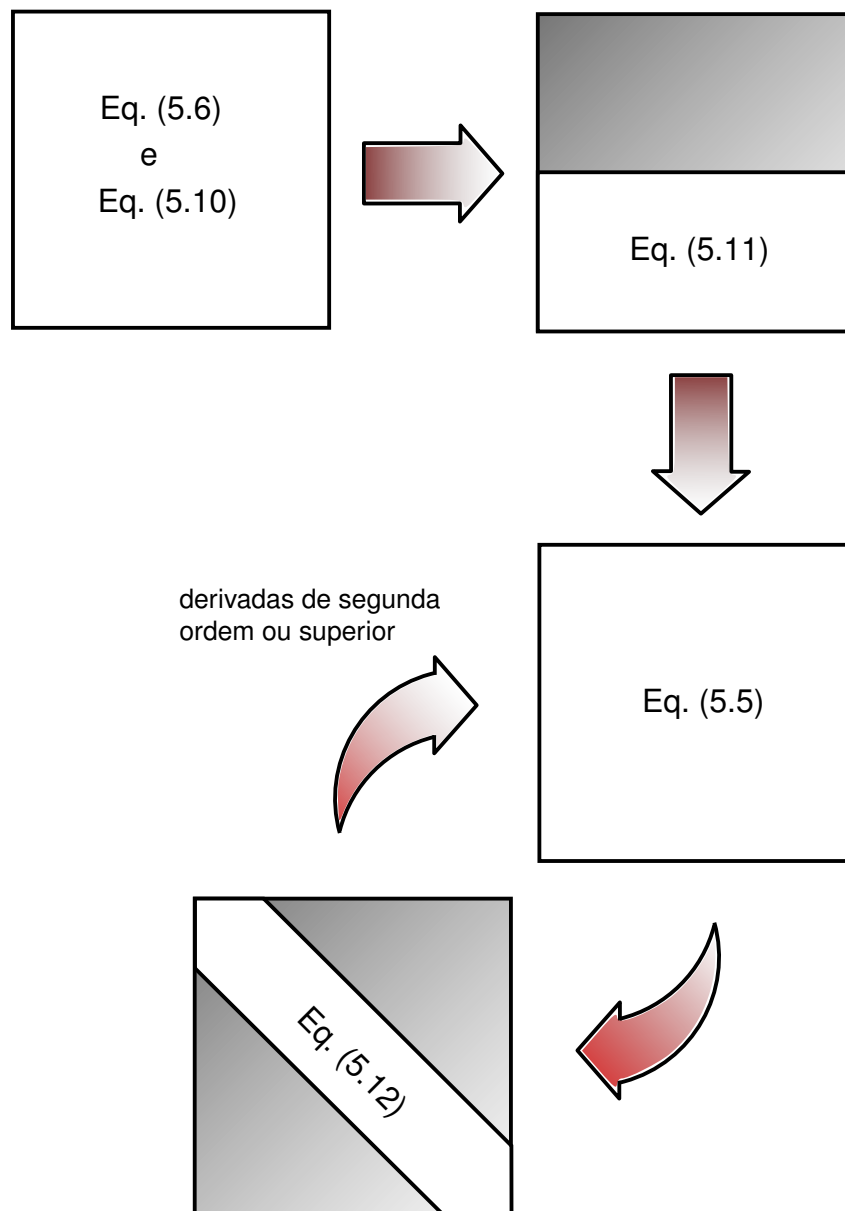 Eq. (5.6)
e
Eq. (5.10)
Eq. (5.11)
derivadas de segunda
ordem ou superior
Eq. (5.5)
Eq. (5.12)